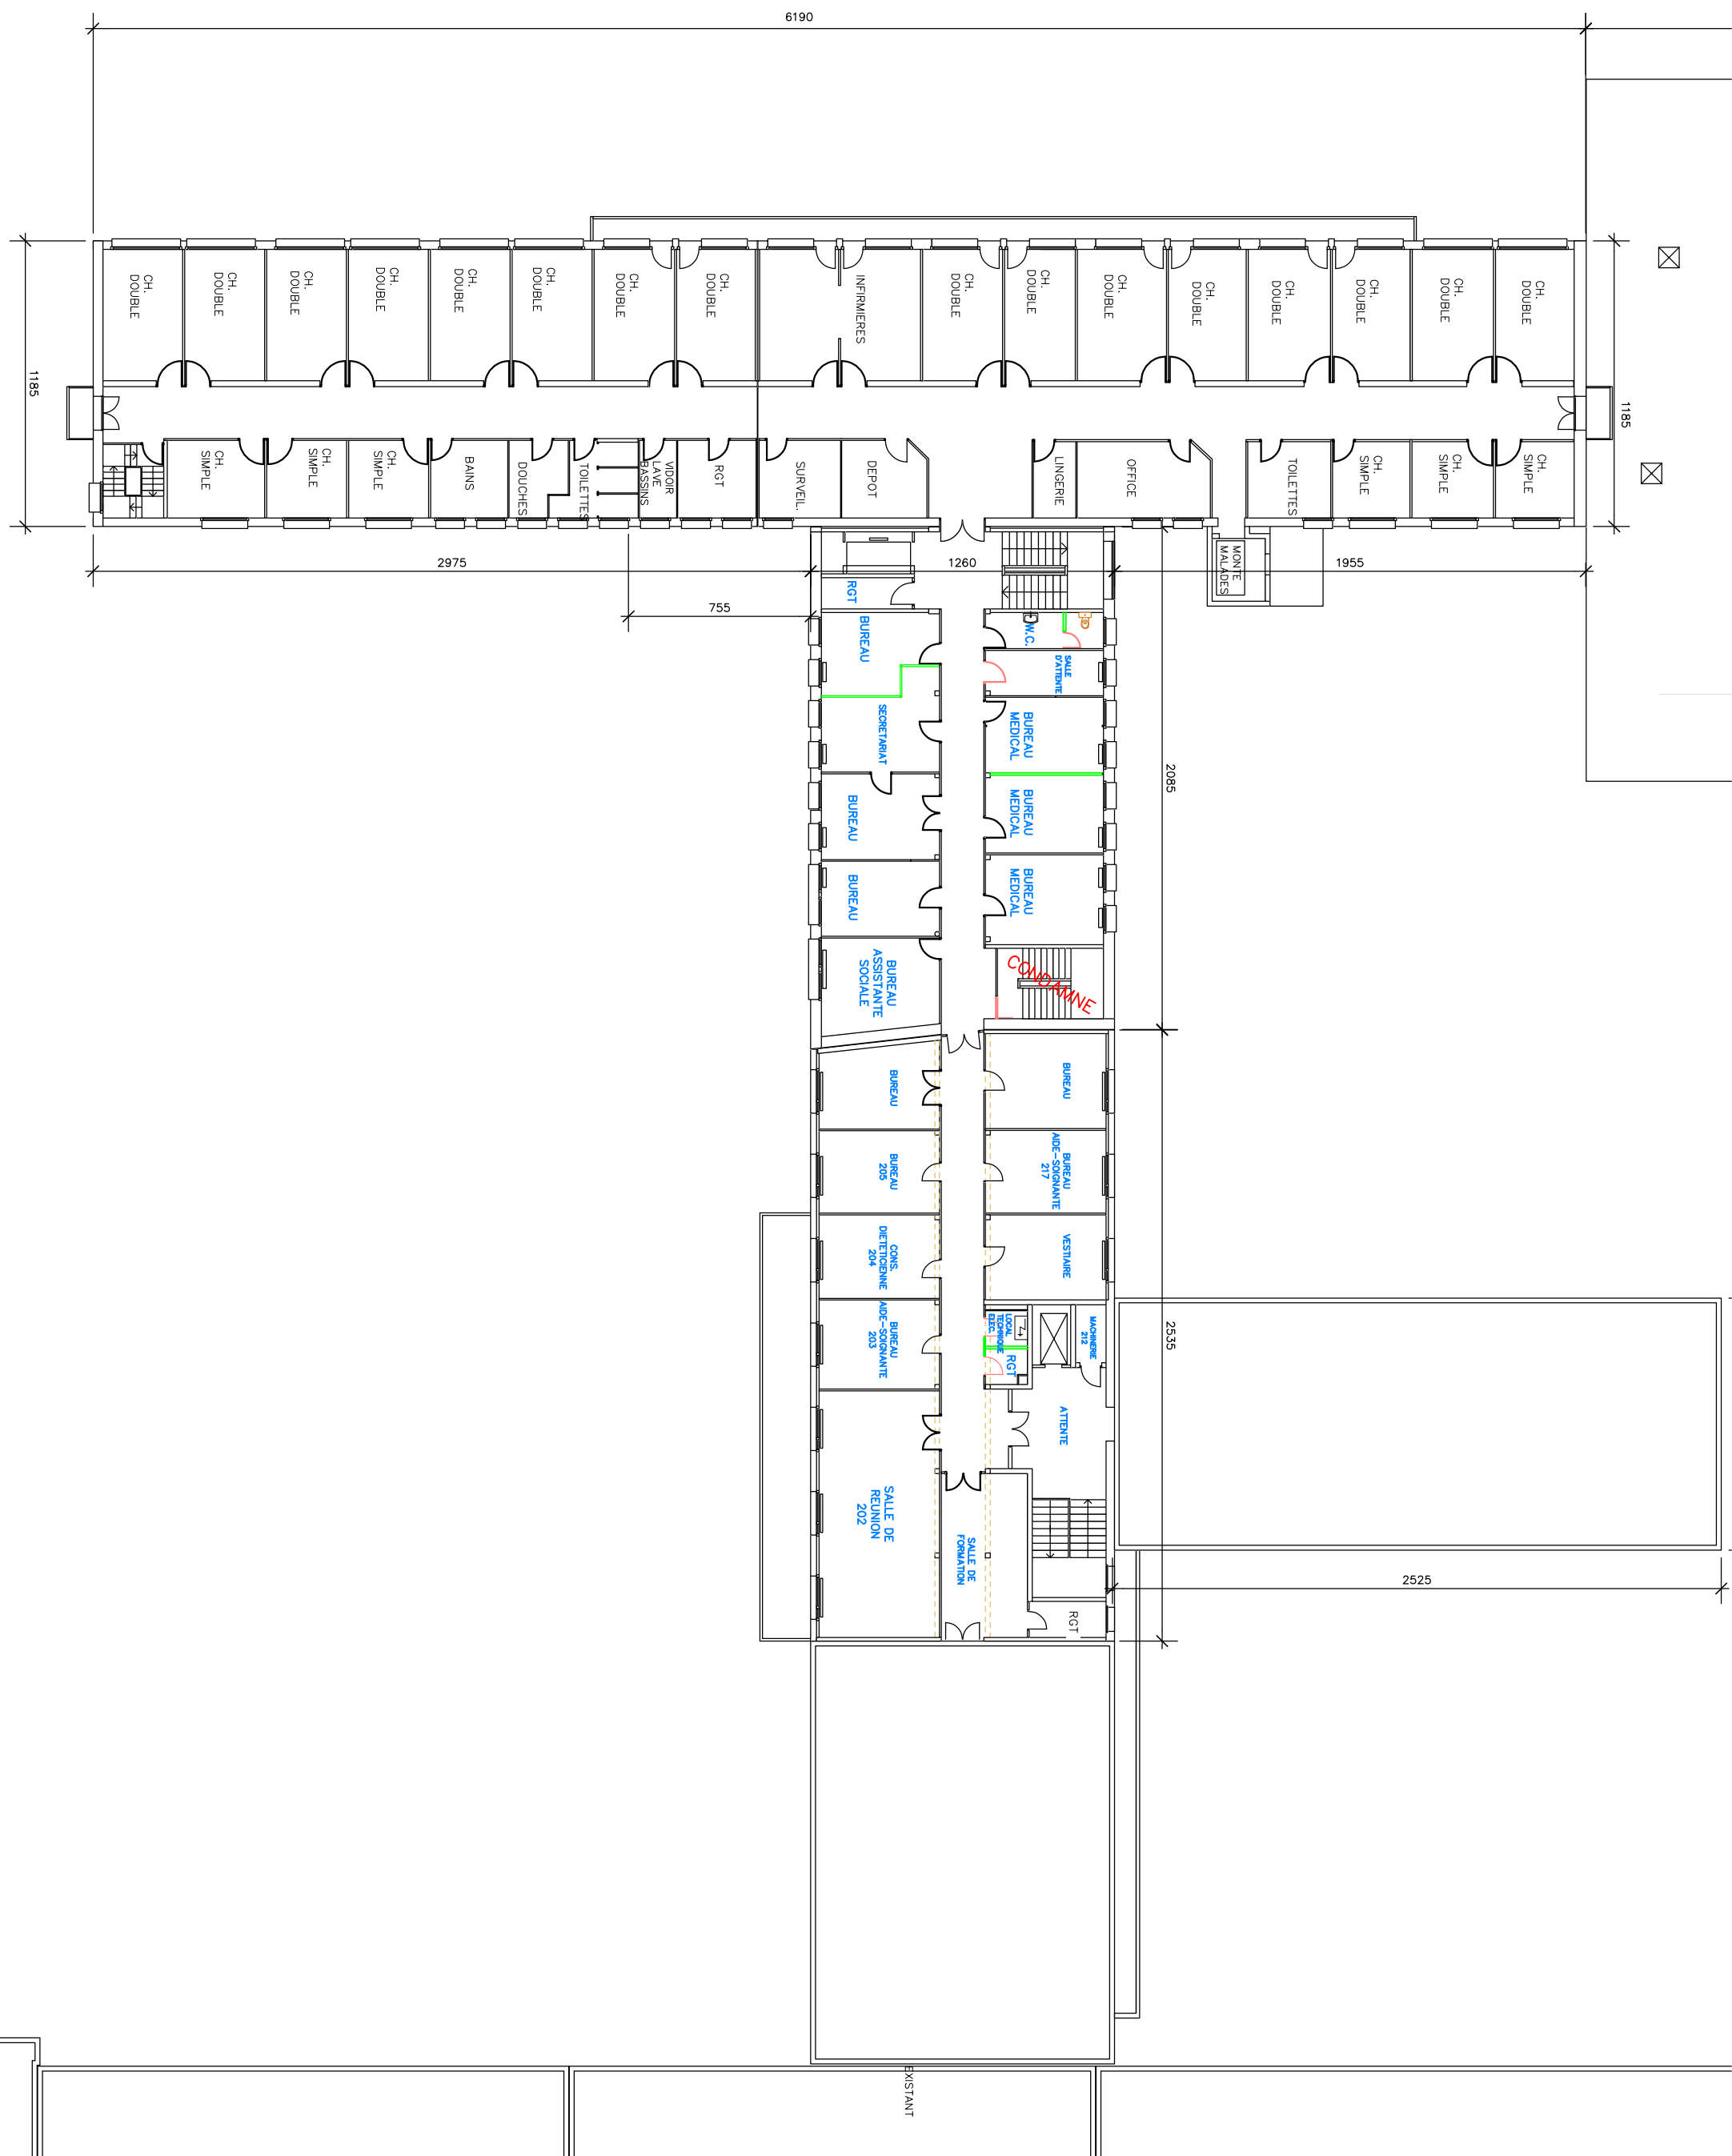 6190
1185
1185
CH.
DOUBLE
CH.
DOUBLE
CH.
DOUBLE
CH.
DOUBLE
CH.
DOUBLE
CH.
DOUBLE
CH.
DOUBLE
CH.
DOUBLE
INFIRMIERES
CH.
DOUBLE
CH.
DOUBLE
CH.
DOUBLE
CH.
DOUBLE
CH.
DOUBLE
CH.
DOUBLE
CH.
DOUBLE
CH.
DOUBLE
CH.
SIMPLE
CH.
SIMPLE
CH.
SIMPLE
BAINS
DOUCHES
TOILETTES
VIDOIR
LAVE
BASSINS
RGT
SURVEIL.
DEPOT
LINGERIE
OFFICE
TOILETTES
CH.
SIMPLE
CH.
SIMPLE
CH.
SIMPLE
MONTE
MALADES
2975
1260
1955
755
RGT
BUREAU
W.C.
SALLE
D'ATTENTE
SECRETARIAT
BUREAU
MEDICAL
BUREAU
BUREAU
MEDICAL
BUREAU
BUREAU
MEDICAL
BUREAU
ASSISTANTE
SOCIALE
CONDAMNE
2085
BUREAU
BUREAU
BUREAU
205
BUREAU
AIDE-SOIGNANTE
217
CONS.
DIETETICIENNE
204
VESTIAIRE
BUREAU
AIDE-SOIGNANTE
203
LOCAL
TECHNIQUE
ELEC.
RGT
MACHINERIE
212
2535
ATTENTE
SALLE DE
REUNION
202
SALLE DE
FORMATION
RGT
2525
EXISTANT